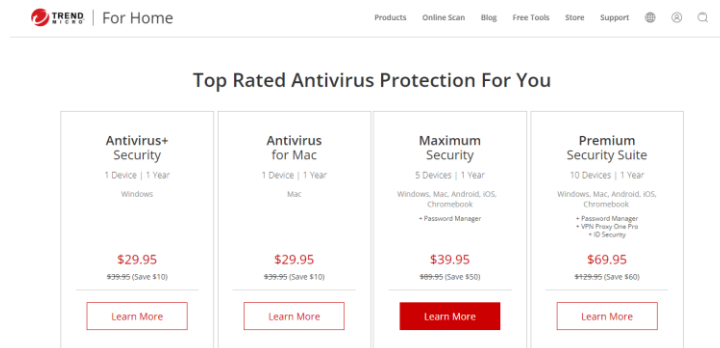 TREND MICRO | For Home
Products Online Scan Blog Free Tools Store Support
Top Rated Antivirus Protection For You
Antivirus+
Security
1 Device | 1 Year
Windows
$29.95
$39.95 (Save $10)
Learn More
Antivirus
for Mac
1 Device | 1 Year
Mac
$29.95
$39.95 (Save $10)
Learn More
Maximum
Security
5 Devices | 1 Year
Windows, Mac, Android, iOS,
Chromebook
+ Password Manager
$39.95
$89.95 (Save $50)
Learn More
Premium
Security Suite
10 Devices | 1 Year
Windows, Mac, Android, iOS,
Chromebook
+ Password Manager
+ VPN Proxy One Pro
+ ID Security
$69.95
$129.95 (Save $60)
Learn More